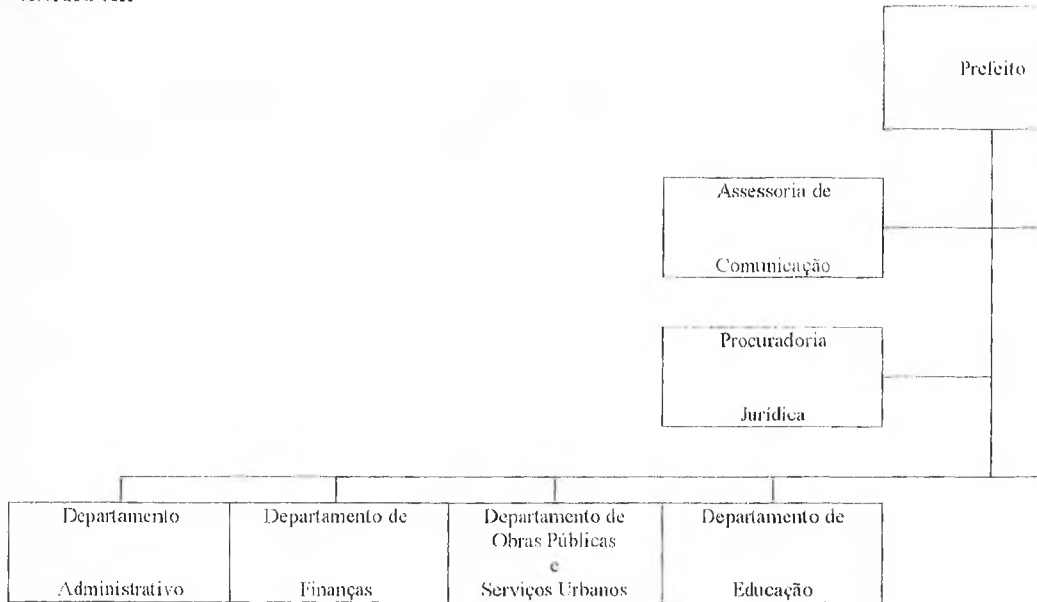 Prefeito
Assessoria de
Comunicação
Procuradoria
Jurídica
Departamento
Administrativo
Departamento de
Finanças
Departamento de
Obras Públicas
e
Serviços Urbanos
Departamento de
Educação